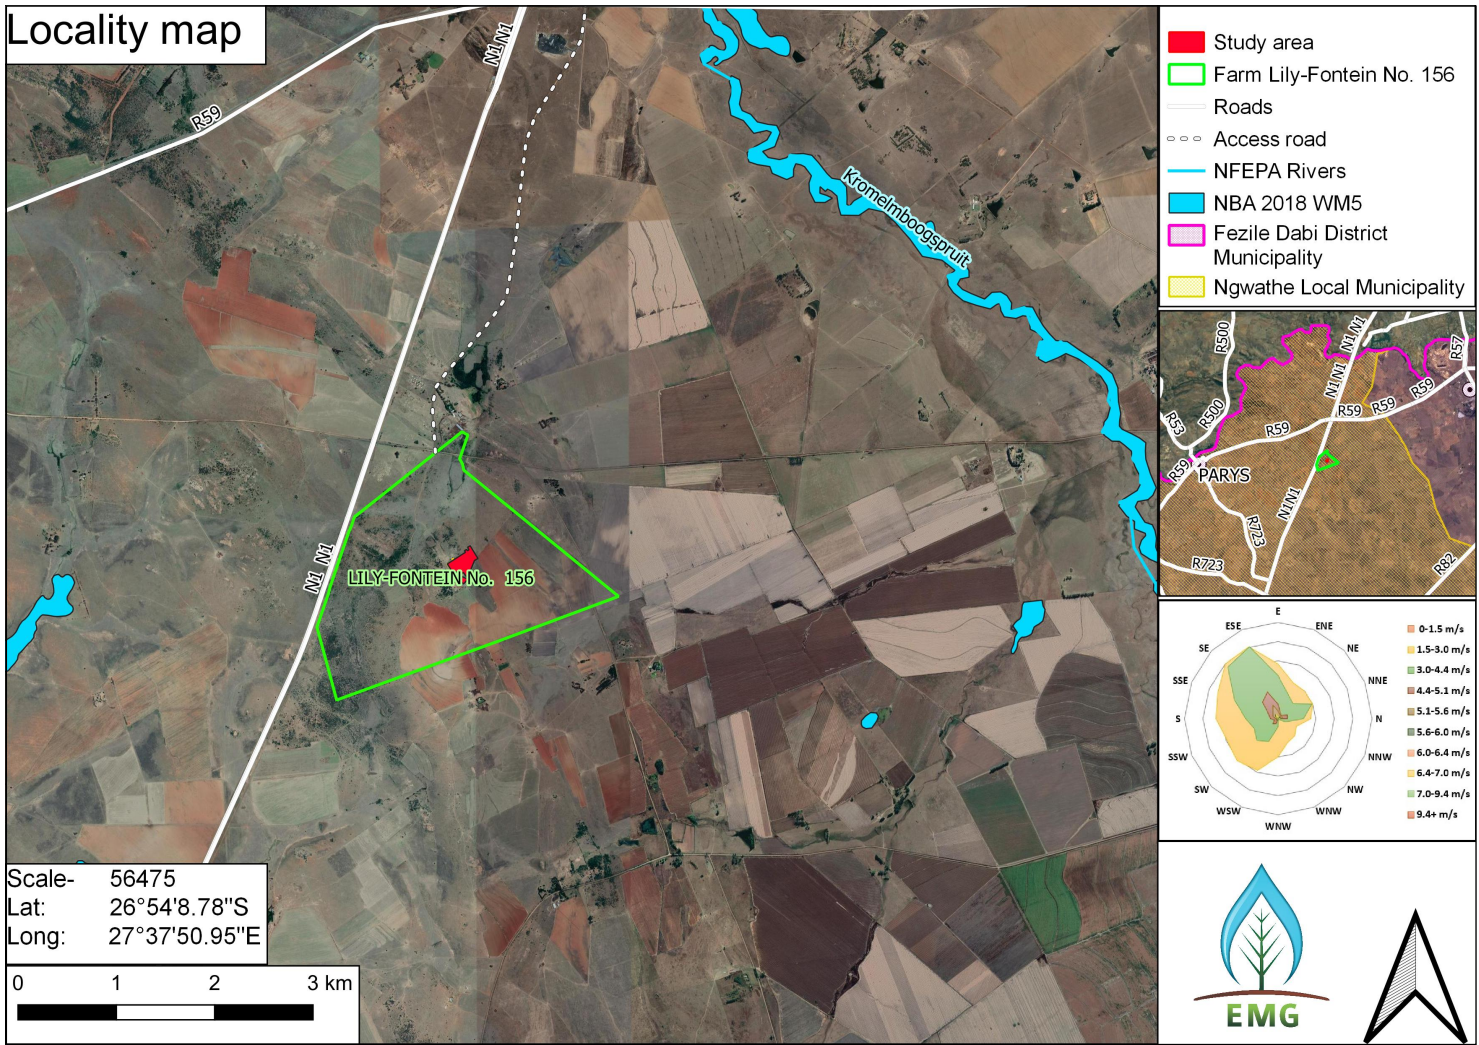 Locality map
Study area
Farm Lily-Fontein No. 156
Roads
Access road
NFEPA Rivers
NBA 2018 WM5
Fezile Dabi District
Municipality
Ngwathe Local Municipality
R59
N1 N1
Kromelmboogspruit
N1 N1
LILY-FONTEIN No. 156
R500
N1 N1
R57
N1 N1
R59
R59
R59
R59
R500
R53
R59
PARYS
N1 N1
R723
R723
R82
E
ENE
NE
NNE
N
NNW
NW
WNW
WNW
WSW
SW
SSW
S
SSE
SE
ESE
0-1.5 m/s
1.5-3.0 m/s
3.0-4.4 m/s
4.4-5.1 m/s
5.1-5.6 m/s
5.6-6.0 m/s
6.0-6.4 m/s
6.4-7.0 m/s
7.0-9.4 m/s
9.4+ m/s
Scale- 56475
Lat: 26°54'8.78"S
Long: 27°37'50.95"E
0 1 2 3 km
EMG